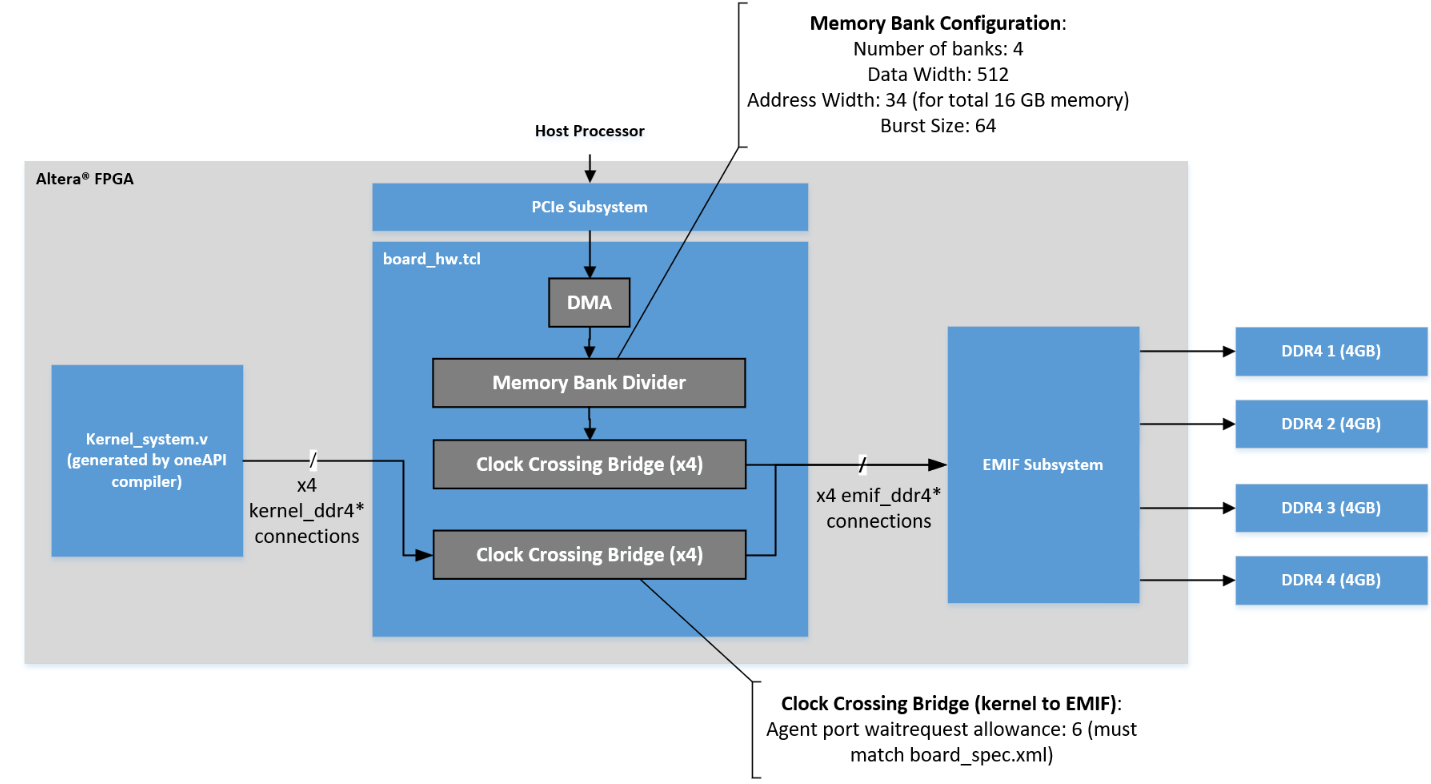 Memory Bank Configuration:
Number of banks: 4
Data Width: 512
Address Width: 34 (for total 16 GB memory)
Burst Size: 64
Host Processor
Altera® FPGA
PCIe Subsystem
board_hw.tcl
DMA
Memory Bank Divider
Clock Crossing Bridge (x4)
Clock Crossing Bridge (x4)
Kernel_system.v
(generated by oneAPI
compiler)
/
x4
kernel_ddr4*
connections
/
x4 emif_ddr4*
connections
EMIF Subsystem
DDR4 1 (4GB)
DDR4 2 (4GB)
DDR4 3 (4GB)
DDR4 4 (4GB)
Clock Crossing Bridge (kernel to EMIF):
Agent port waitrequest allowance: 6 (must
match board_spec.xml)